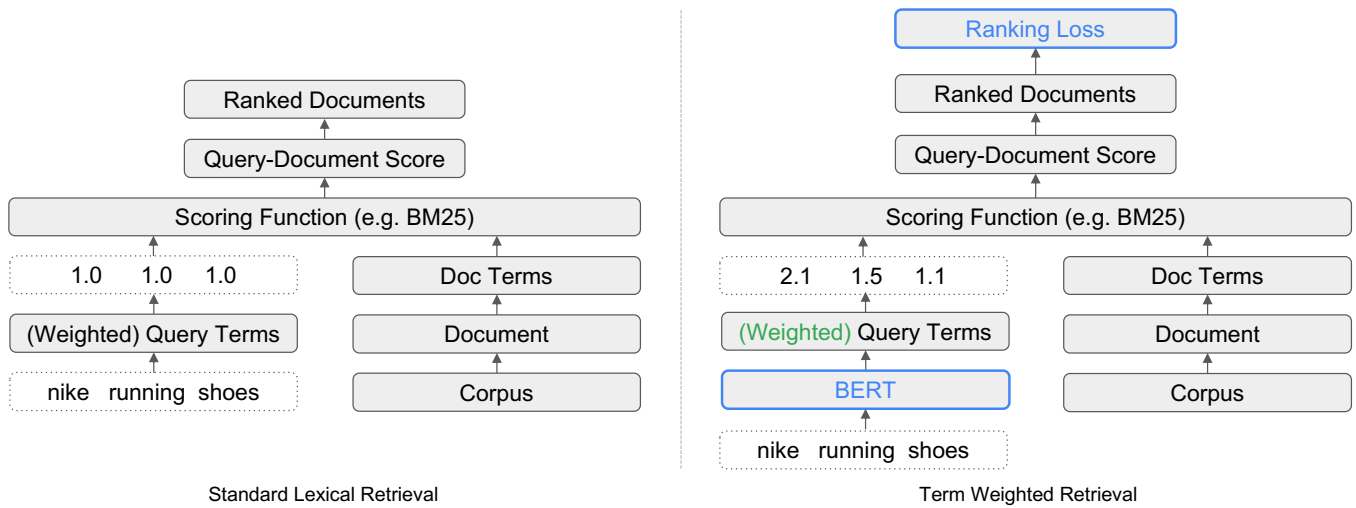 Ranked Documents
Query-Document Score
Scoring Function (e.g. BM25)
1.0 1.0 1.0
(Weighted) Query Terms
nike running shoes
Doc Terms
Document
Corpus
Standard Lexical Retrieval
Ranking Loss
Ranked Documents
Query-Document Score
Scoring Function (e.g. BM25)
2.1 1.5 1.1
(Weighted) Query Terms
BERT
nike running shoes
Doc Terms
Document
Corpus
Term Weighted Retrieval